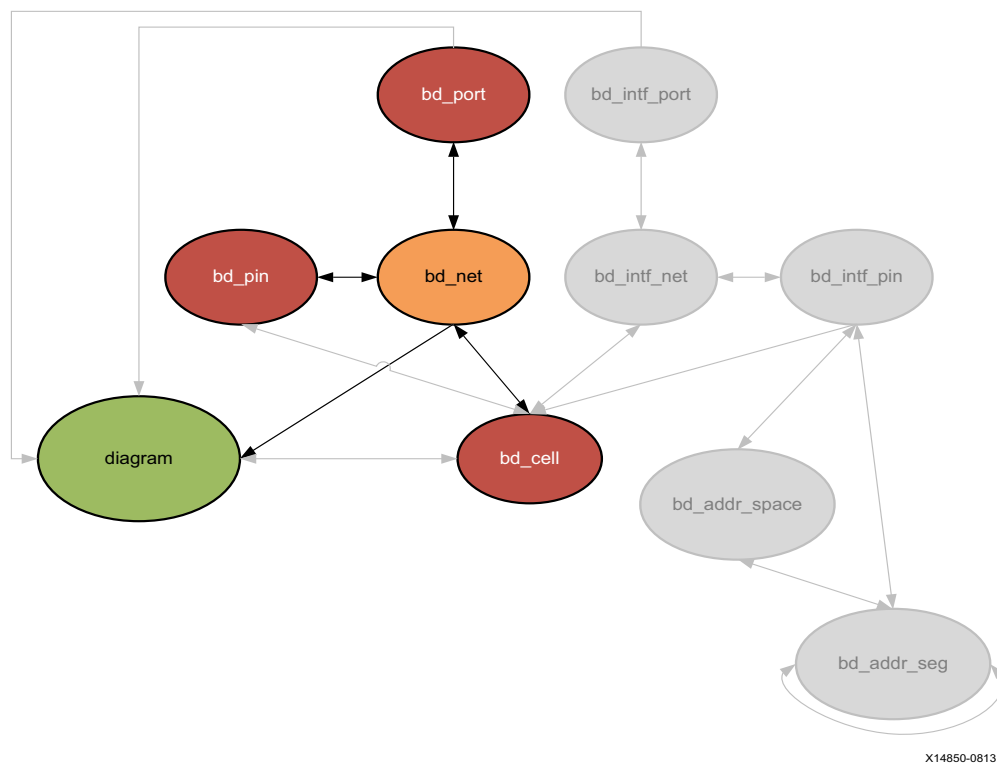 bd_port
bd_intf_port
bd_pin
bd_net
bd_intf_net
bd_intf_pin
diagram
bd_cell
bd_addr_space
bd_addr_seg
X14850-0813